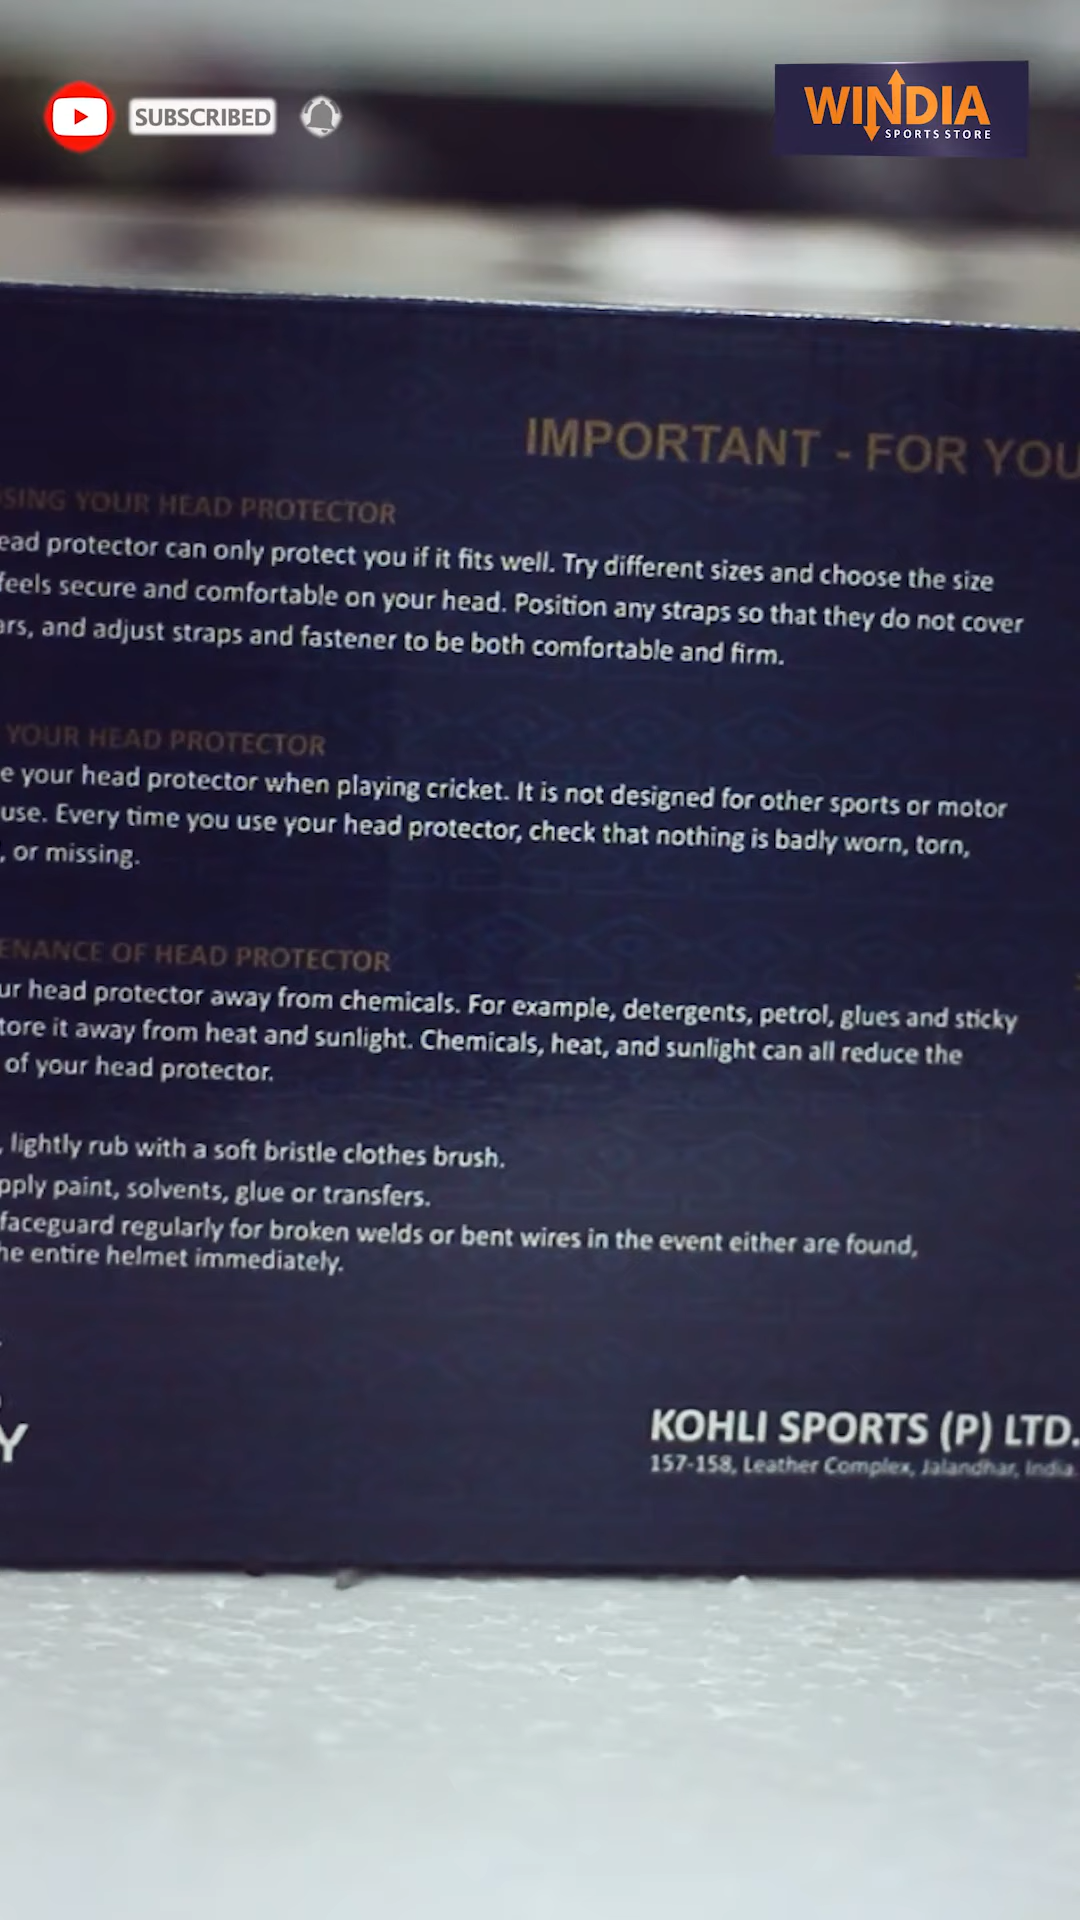 SUBSCRIBED
WINDIA
SPORTS STORE
IMPORTANT - FOR YOU
SING YOUR HEAD PROTECTOR
ead protector can only protect you if it fits well. Try different sizes and choose the size
feels secure and comfortable on your head. Position any straps so that they do not cover
ars, and adjust straps and fastener to be both comfortable and firm.
YOUR HEAD PROTECTOR
e your head protector when playing cricket. It is not designed for other sports or motor
use. Every time you use your head protector, check that nothing is badly worn, torn,
, or missing.
ENANCE OF HEAD PROTECTOR
ur head protector away from chemicals. For example, detergents, petrol, glues and sticky
tore it away from heat and sunlight. Chemicals, heat, and sunlight can all reduce the
of your head protector.
, lightly rub with a soft bristle clothes brush.
pply paint, solvents, glue or transfers.
faceguard regularly for broken welds or bent wires in the event either are found,
he entire helmet immediately.
Y
KOHLI SPORTS (P) LTD.
157-158, Leather Complex, Jalandhar, India.